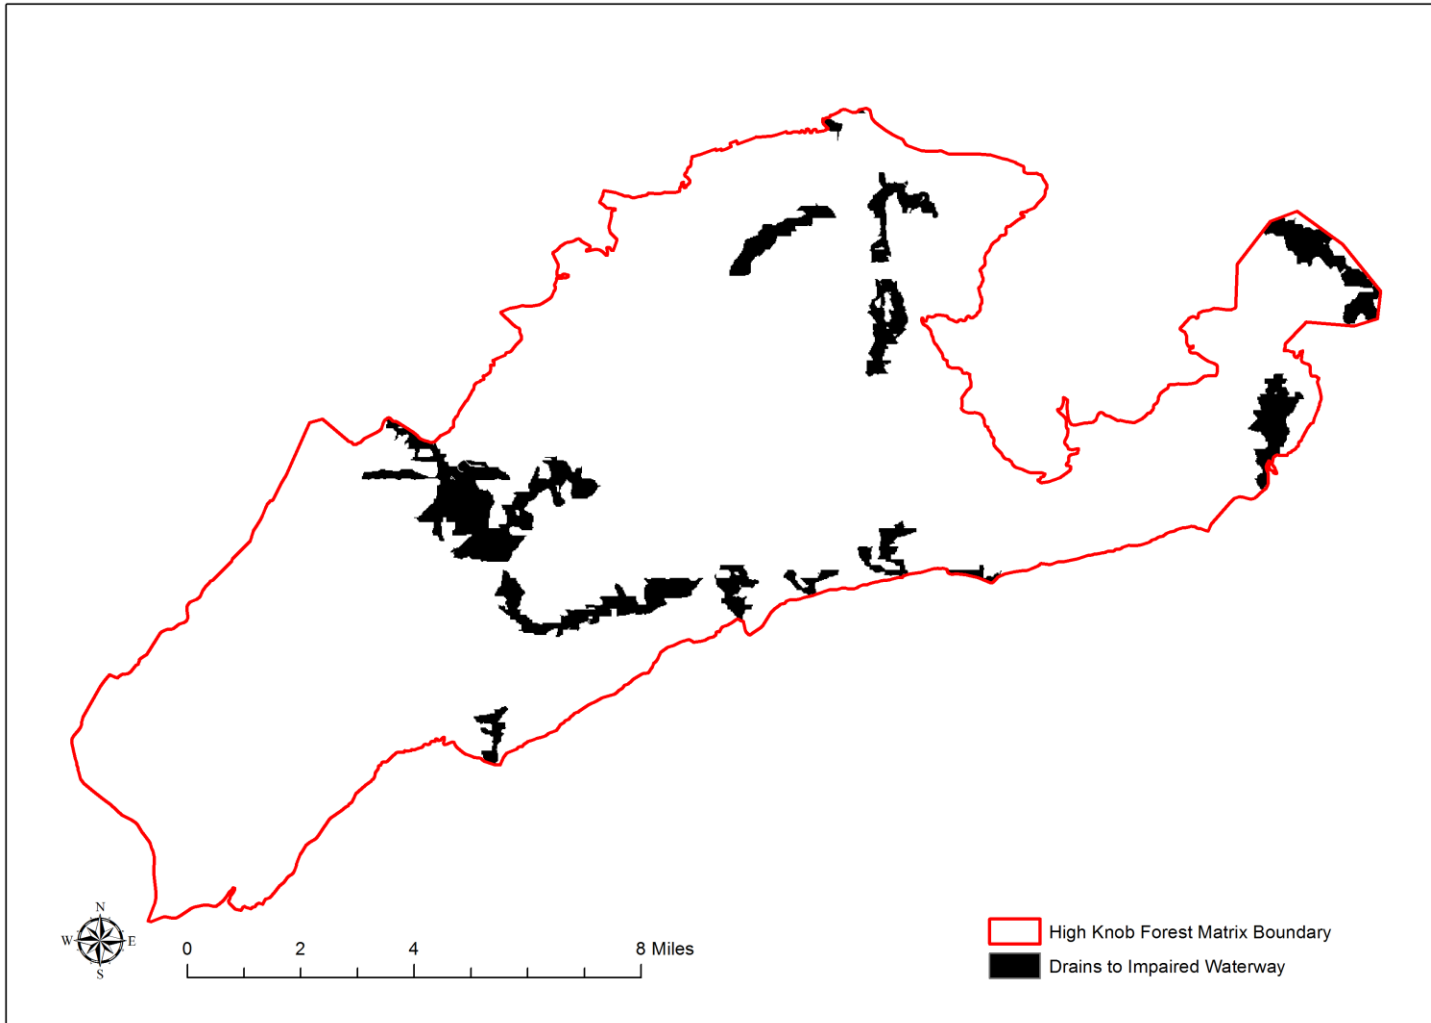 N
W E
S
0 2 4 8 Miles
High Knob Forest Matrix Boundary
Drains to Impaired Waterway